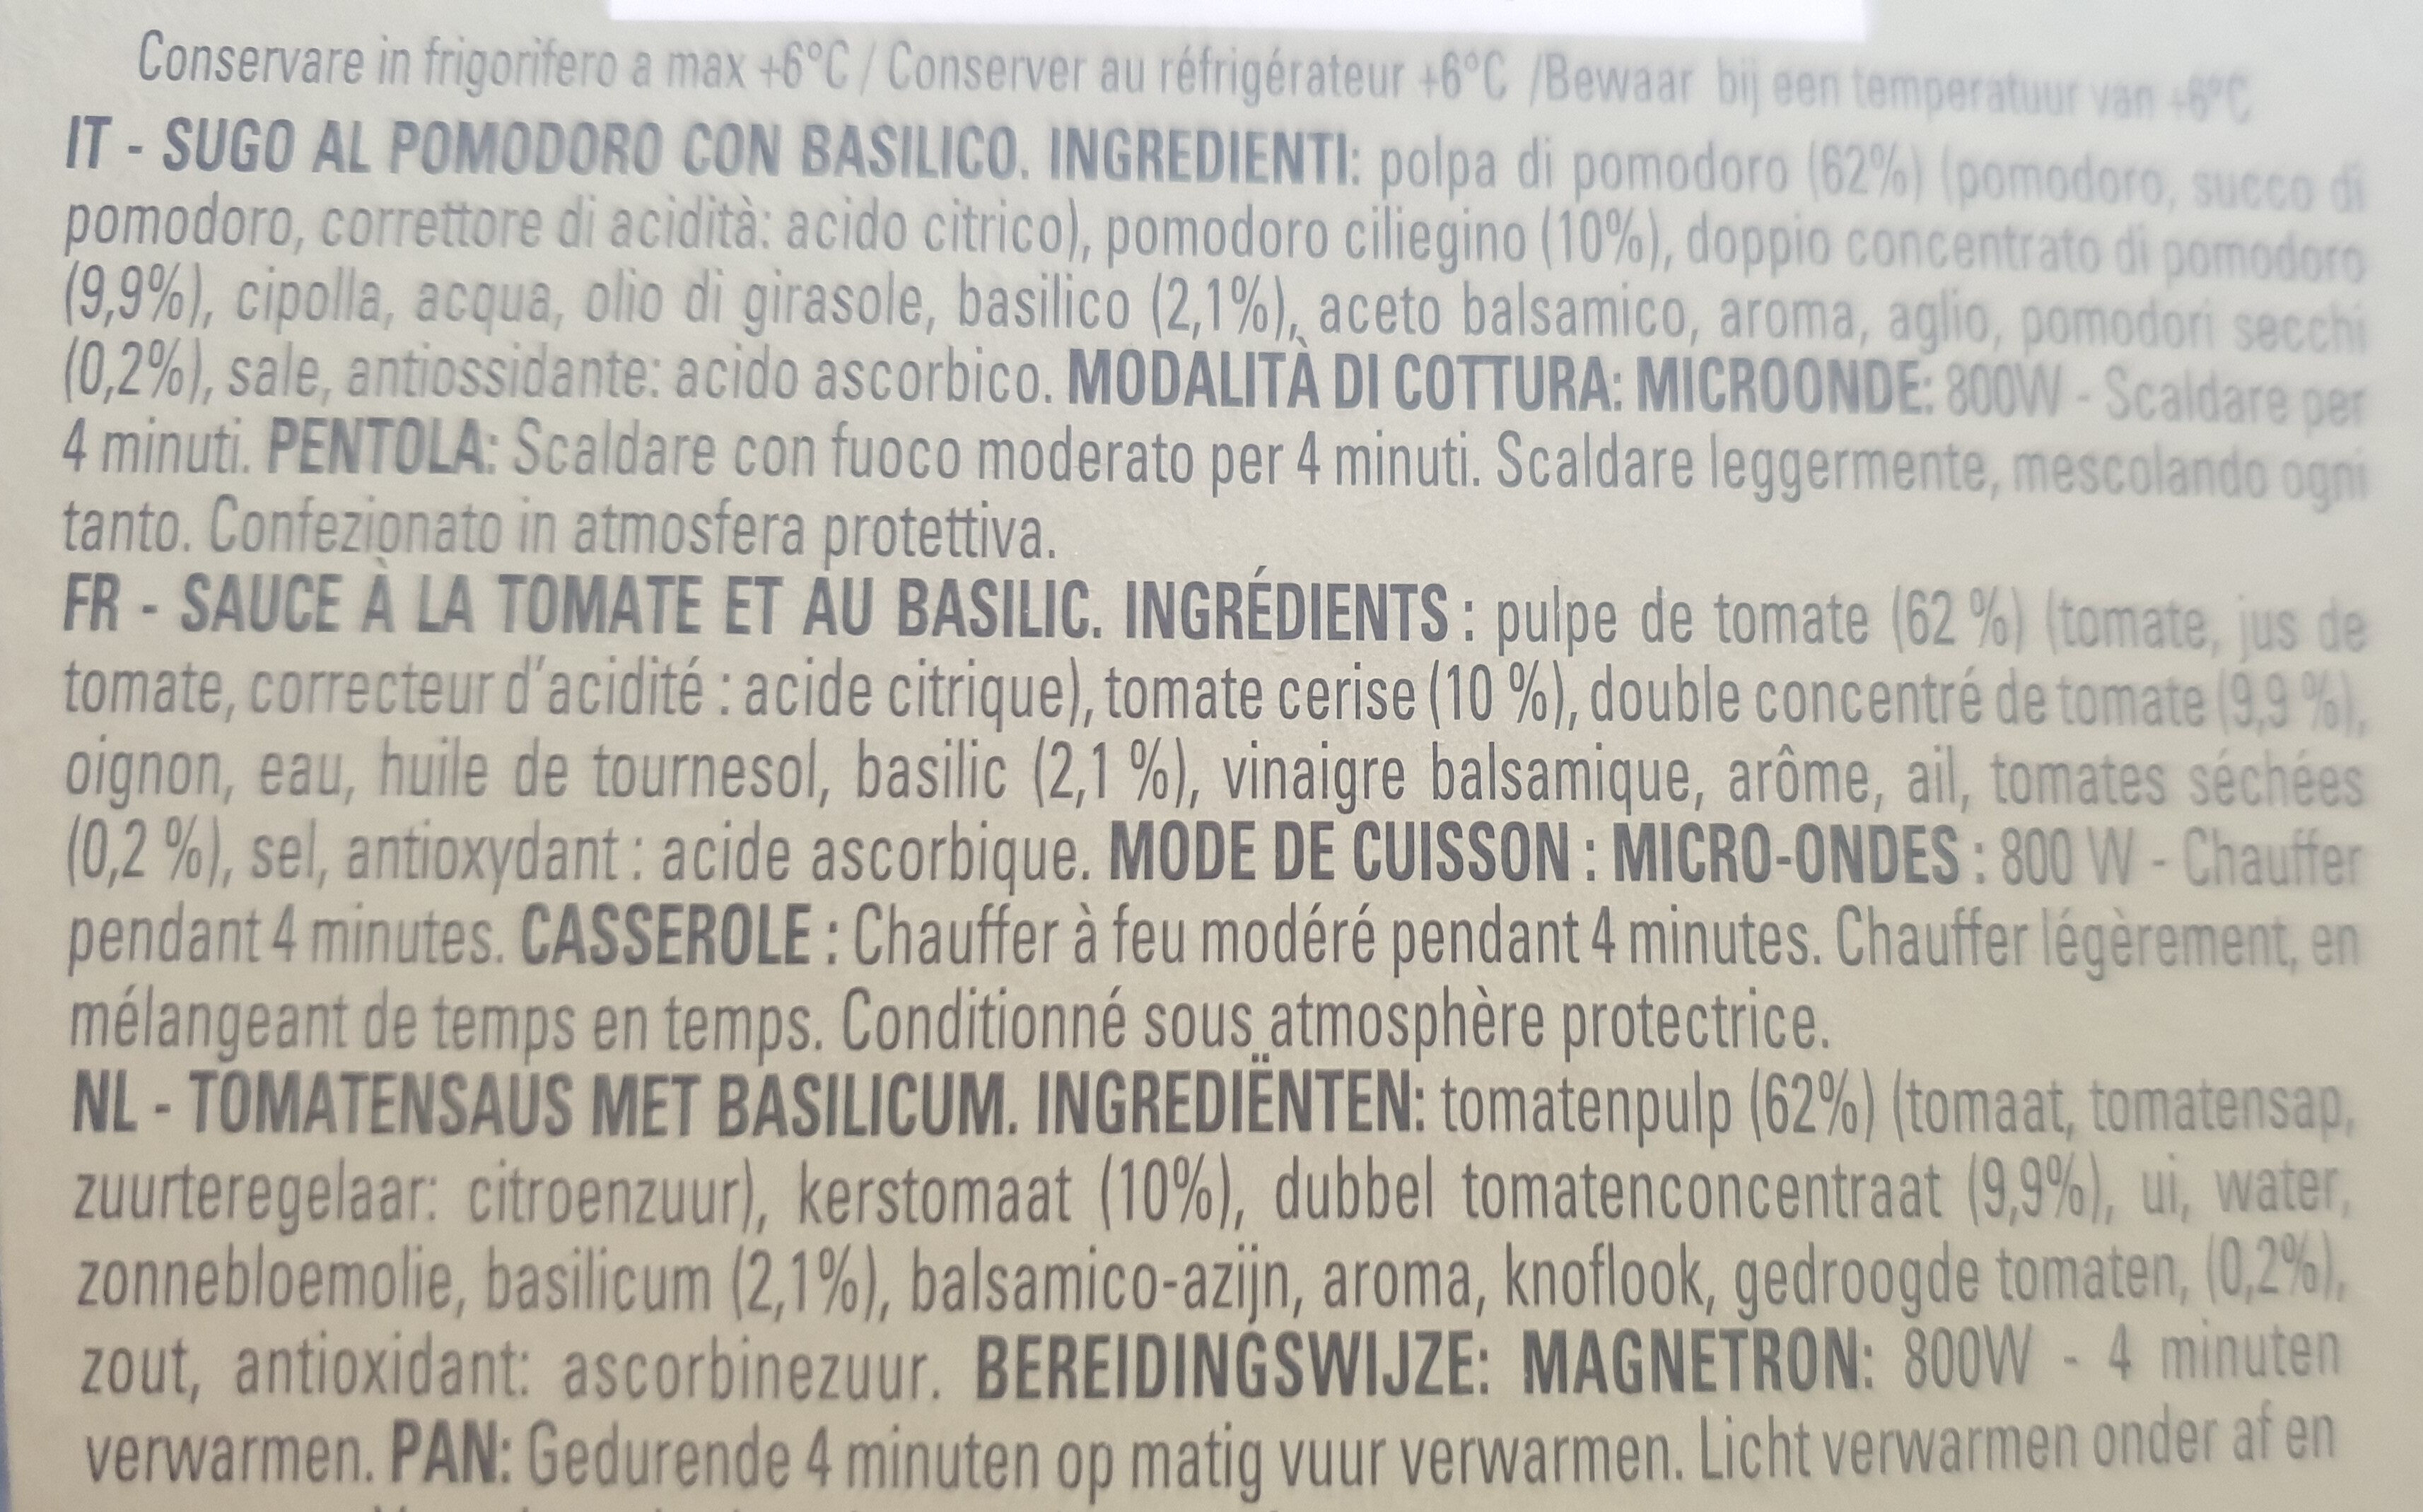 Conservare in frigorifero a max +6°C / Conserver au réfrigérateur +6°C /Bewaar bij een temperatuur van +6°C
IT - SUGO AL POMODORO CON BASILICO. INGREDIENTI: polpa di pomodoro (62%) (pomodoro, succo di
pomodoro, correttore di acidità: acido citrico), pomodoro ciliegino (10%), doppio concentrato di pomodoro
(9,9%), cipolla, acqua, olio di girasole, basilico (2,1%), aceto balsamico, aroma, aglio, pomodori secchi
(0,2%), sale, antiossidante: acido ascorbico. MODALITÀ DI COTTURA: MICROONDE: 800W - Scaldare per
4 minuti. PENTOLA: Scaldare con fuoco moderato per 4 minuti. Scaldare leggermente, mescolando ogni
tanto. Confezionato in atmosfera protettiva.
FR - SAUCE À LA TOMATE ET AU BASILIC. INGRÉDIENTS : pulpe de tomate (62 %) (tomate, jus de
tomate, correcteur d'acidité : acide citrique), tomate cerise (10 %), double concentré de tomate (9,9 %),
oignon, eau, huile de tournesol, basilic (2,1 %), vinaigre balsamique, arôme, ail, tomates séchées
(0,2 %), sel, antioxydant : acide ascorbique. MODE DE CUISSON : MICRO-ONDES : 800 W - Chauffer
pendant 4 minutes. CASSEROLE : Chauffer à feu modéré pendant 4 minutes. Chauffer légèrement, en
mélangeant de temps en temps. Conditionné sous atmosphère protectrice.
NL - TOMATENSAUS MET BASILICUM. INGREDIËNTEN: tomatenpulp (62%) (tomaat, tomatensap,
zuurteregelaar: citroenzuur), kerstomaat (10%), dubbel tomatenconcentraat (9,9%), ui, water,
zonnebloemolie, basilicum (2,1%), balsamico-azijn, aroma, knoflook, gedroogde tomaten, (0,2%),
zout, antioxidant: ascorbinezuur. BEREIDINGSWIJZE: MAGNETRON: 800W - 4 minuten
verwarmen. PAN: Gedurende 4 minuten op matig vuur verwarmen. Licht verwarmen onder af en